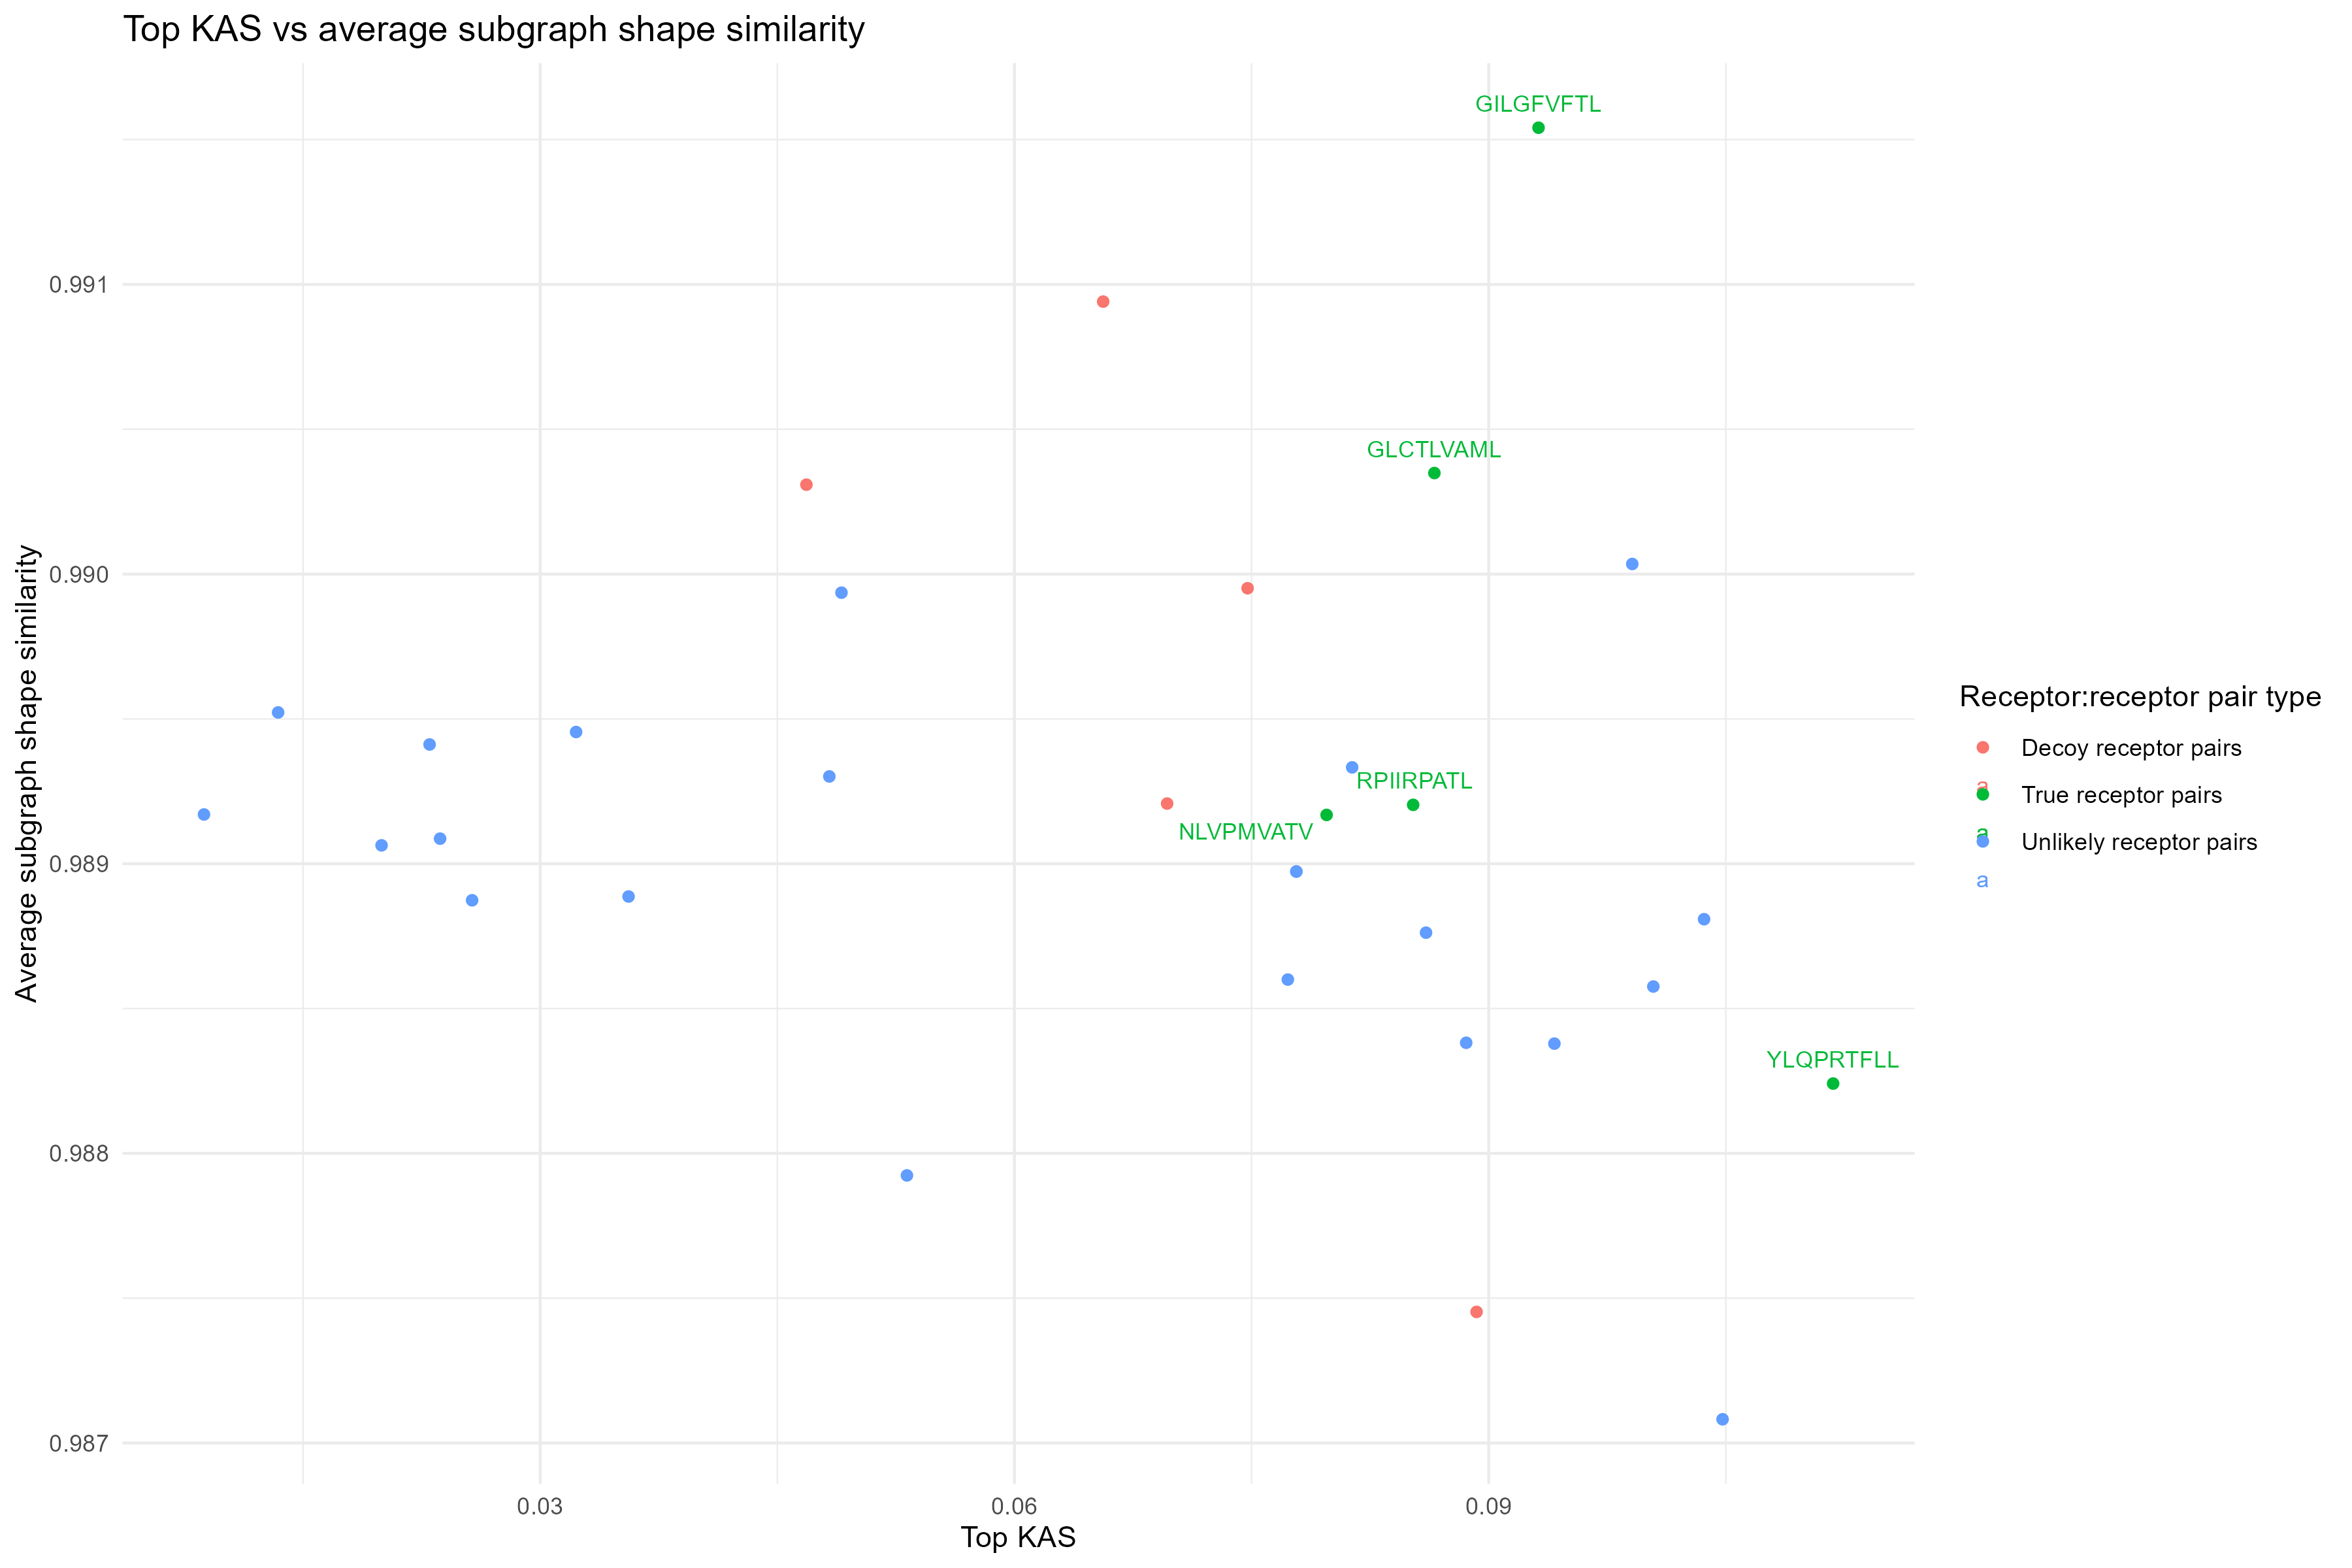 Top KAS vs average subgraph shape similarity
GILGFVFTL
0.991
GLCTLVAML
0.990
Average subgraph shape similarity
RPIIRPATL
NLVPMVATV
0.989
YLQPRTFLL
0.988
0.987
0.03 0.06 0.09
Top KAS
Receptor:receptor pair type
Decoy receptor pairs
a
True receptor pairs
a
Unlikely receptor pairs
a